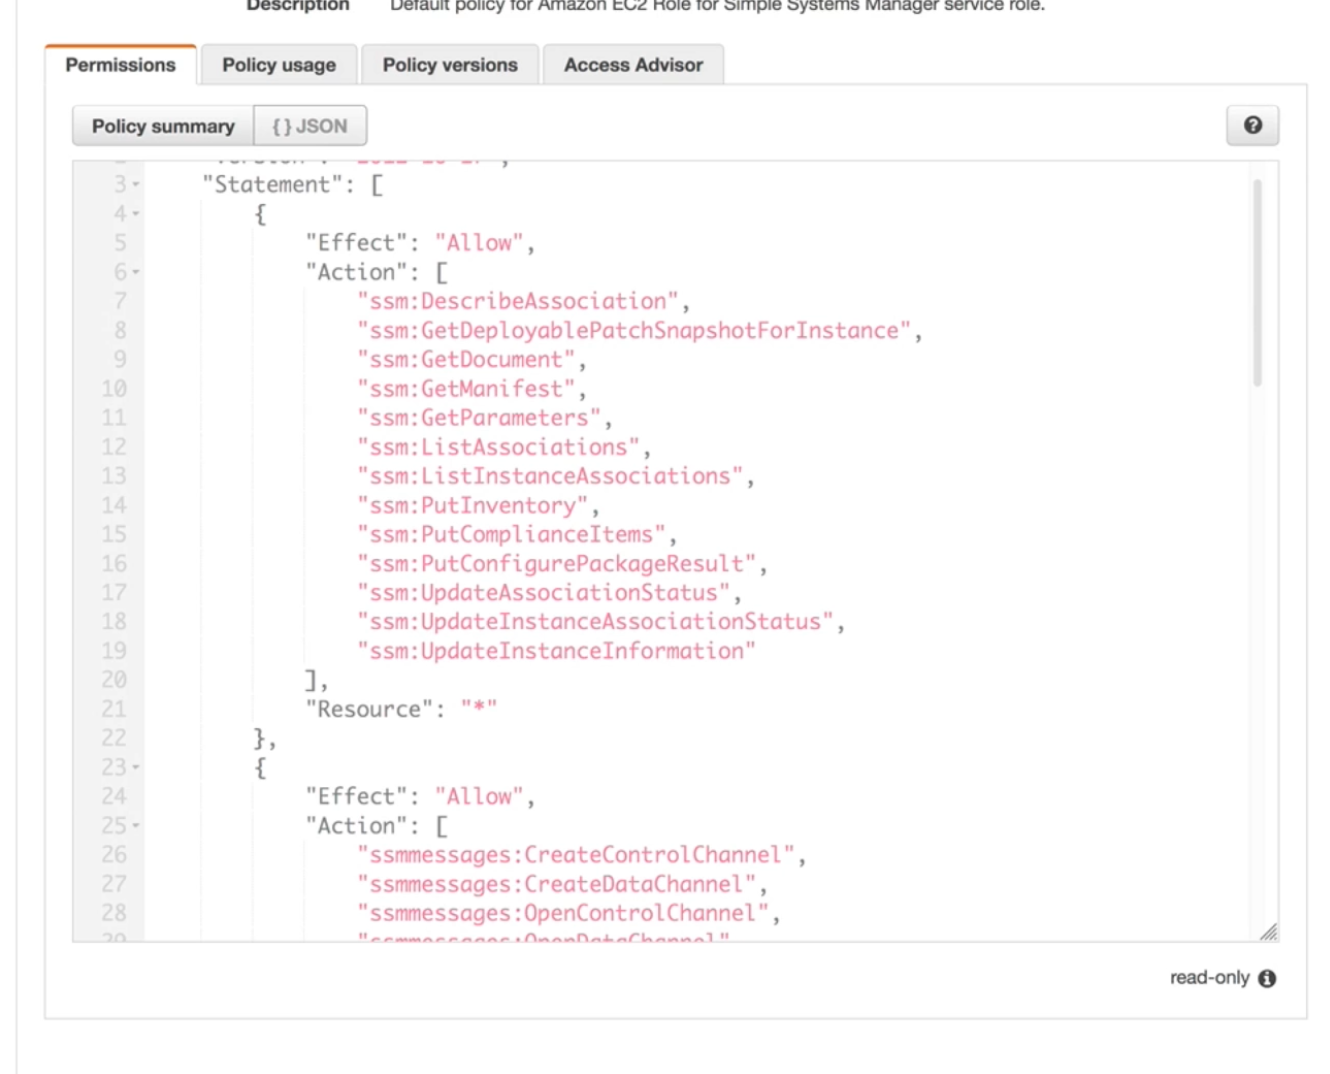 Description Default policy for Amazon EC2 Role for Simple Systems Manager service role.
Permissions Policy usage Policy versions Access Advisor
Policy summary { } JSON
3 "Statement": [
4 {
5 "Effect": "Allow",
6 "Action": [
7 "ssm:DescribeAssociation",
8 "ssm:GetDeployablePatchSnapshotForInstance",
9 "ssm:GetDocument",
10 "ssm:GetManifest",
11 "ssm:GetParameters",
12 "ssm:ListAssociations",
13 "ssm:ListInstanceAssociations",
14 "ssm:PutInventory",
15 "ssm:PutComplianceItems",
16 "ssm:PutConfigurePackageResult",
17 "ssm:UpdateAssociationStatus",
18 "ssm:UpdateInstanceAssociationStatus",
19 "ssm:UpdateInstanceInformation"
20 ],
21 "Resource": "*"
22 },
23 {
24 "Effect": "Allow",
25 "Action": [
26 "ssmmessages:CreateControlChannel",
27 "ssmmessages:CreateDataChannel",
28 "ssmmessages:OpenControlChannel",
29 "ssmmessages:OpenDataChannel"
read-only